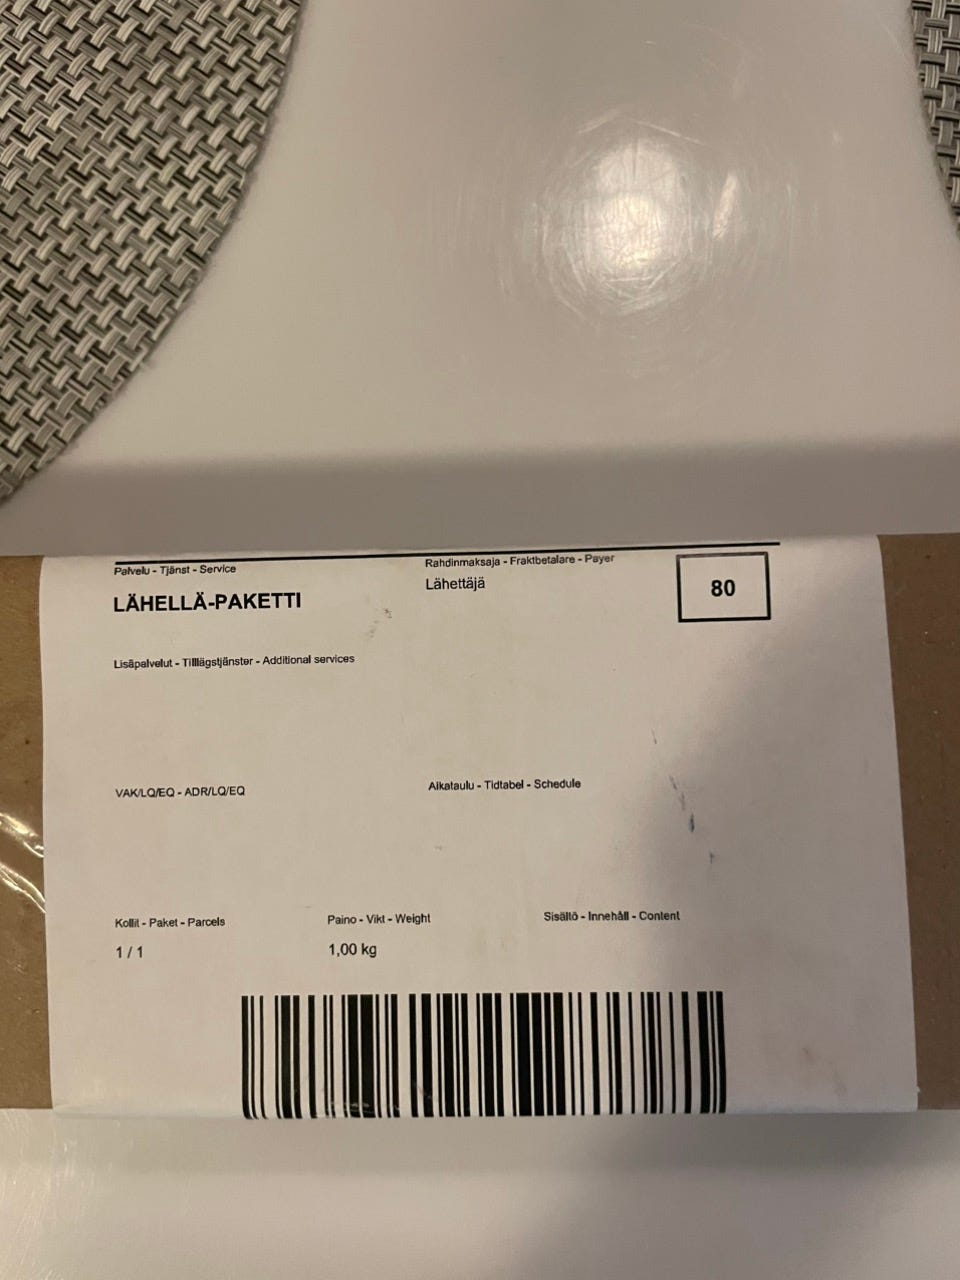 Palvelu - Tjänst - Service
LÄHELLÄ-PAKETTI
Rahdinmaksaja - Fraktbetalare - Payer
Lähettäjä
80
Lisäpalvelut - Tilllägstjänster - Additional services
VAK/LQ/EQ - ADR/LQ/EQ
Aikataulu - Tidtabel - Schedule
Kollit - Paket - Parcels
1 / 1
Paino - Vikt - Weight
1,00 kg
Sisältö - Innehåll - Content